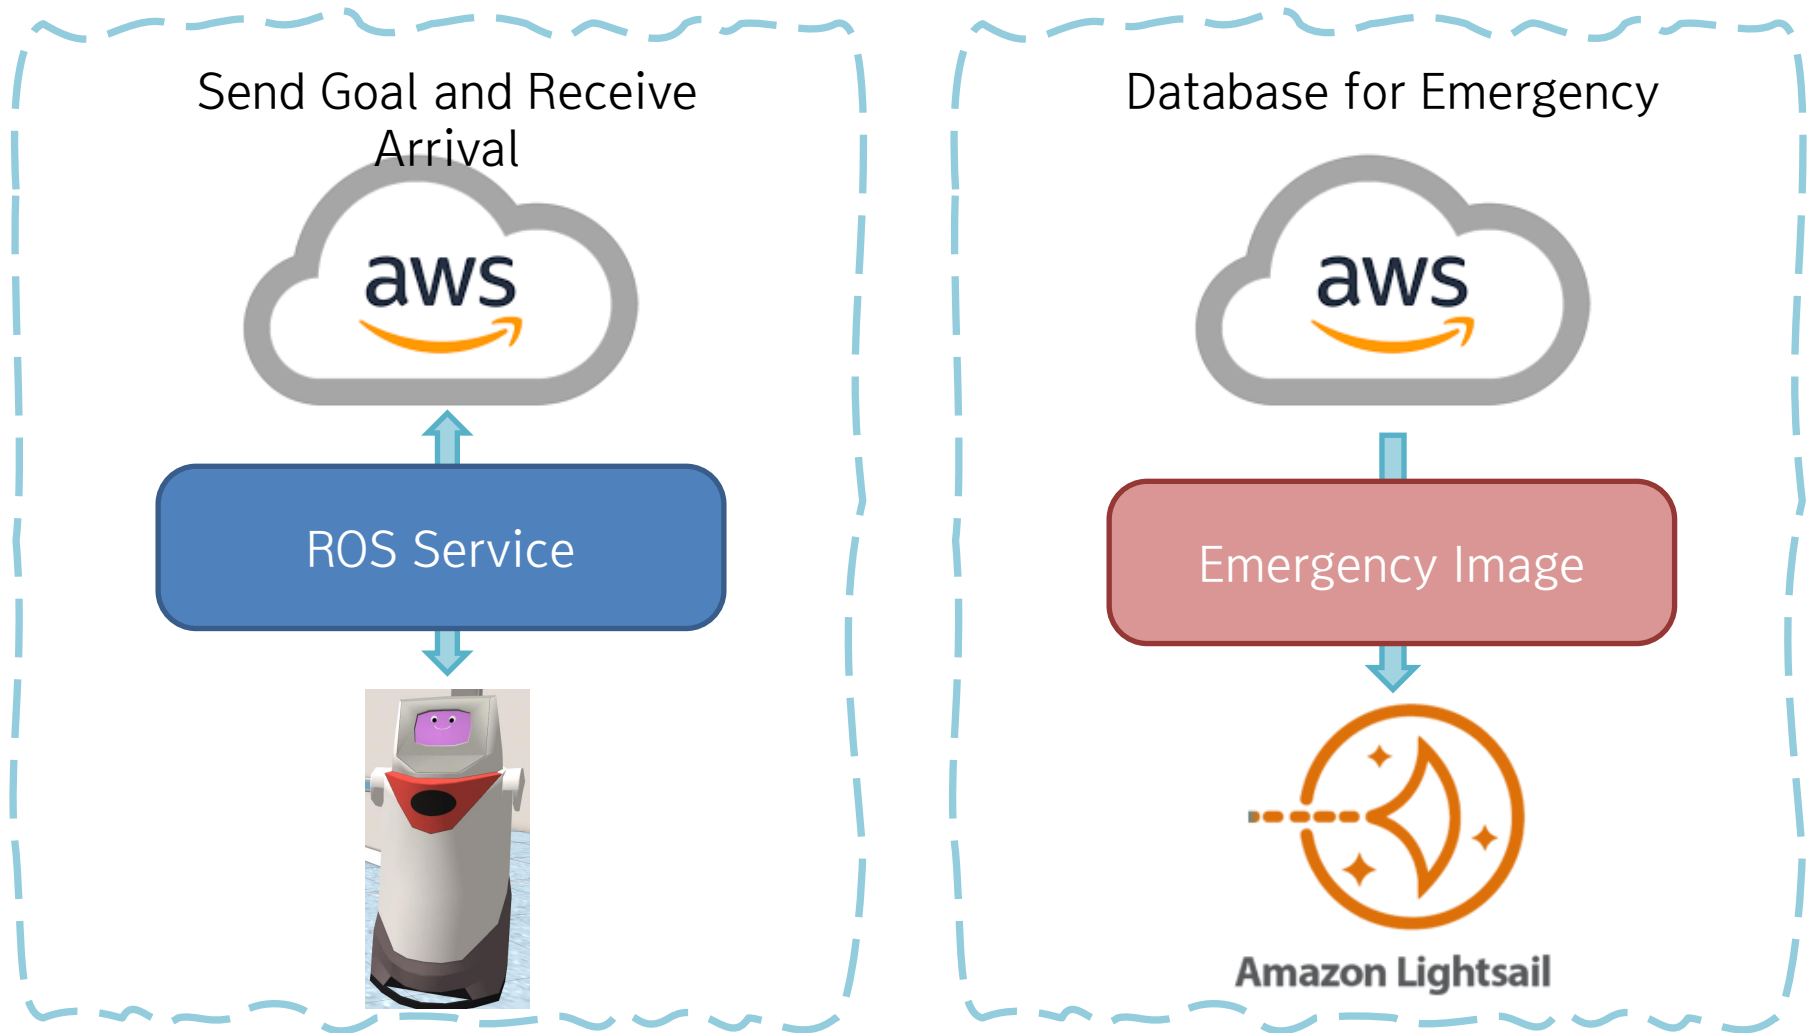 Send Goal and Receive
Arrival
aws
ROS Service
Database for Emergency
aws
Emergency Image
Amazon Lightsail